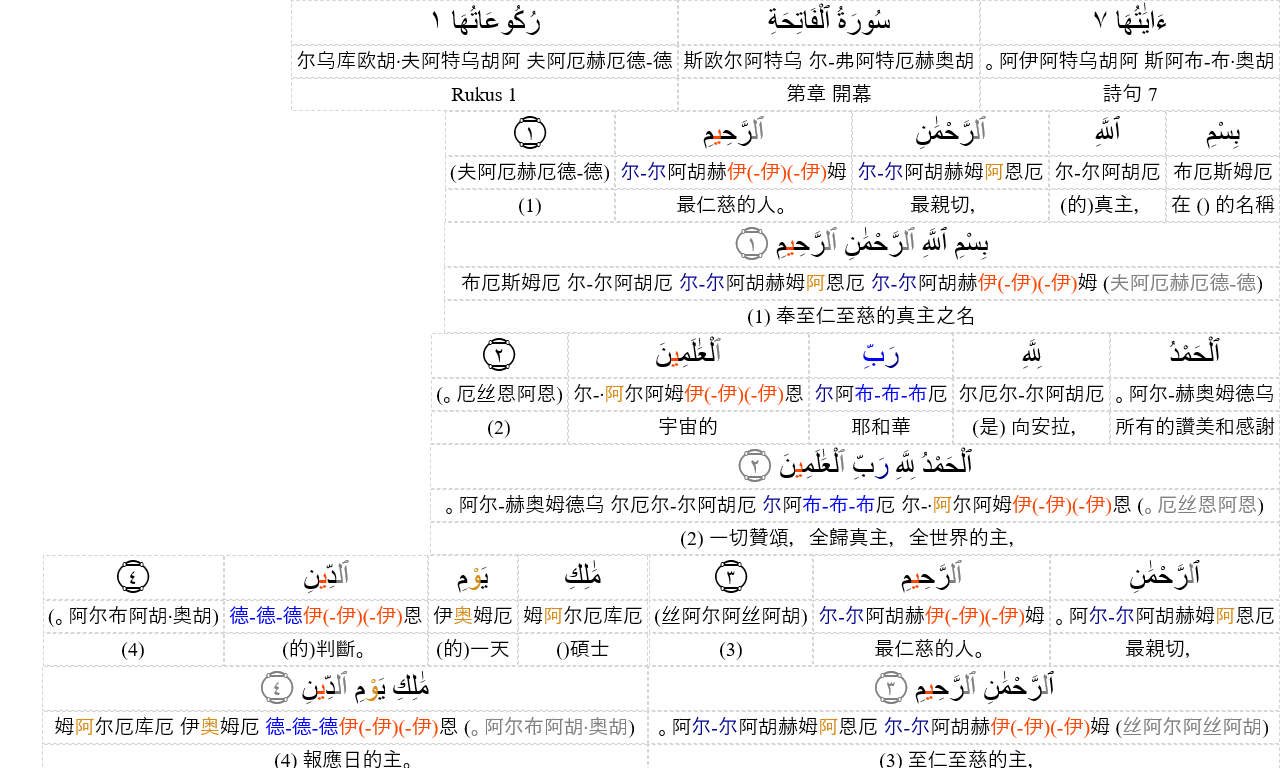 ءَايَٰتُهَا ٧ سُورَةُ ٱلْفَاتِحَةِ رُكُوعَاتُهَا ١
。阿伊阿特乌胡阿 斯阿布-布·奥胡 斯欧尔阿特乌 尔-弗阿特厄赫奥胡 尔乌库欧胡·夫阿特乌胡阿 夫阿厄赫厄德-德
詩句 7 第章 開幕 Rukus 1
بِسْمِ ٱللَّهِ ٱلرَّحْمَٰنِ ٱلرَّحِيمِ ١
布厄斯姆厄 尔-尔阿胡厄 尔-尔阿胡赫姆阿恩厄 尔-尔阿胡赫伊(-伊)(-伊)姆 (夫阿厄赫厄德-德)
在 () 的名稱 (的)真主， 最親切， 最仁慈的人。 (1)
بِسْمِ ٱللَّهِ ٱلرَّحْمَٰنِ ٱلرَّحِيمِ ١
布厄斯姆厄 尔-尔阿胡厄 尔-尔阿胡赫姆阿恩厄 尔-尔阿胡赫伊(-伊)(-伊)姆 (夫阿厄赫厄德-德)
(1) 奉至仁至慈的真主之名
ٱلْحَمْدُ لِلَّهِ رَبِّ ٱلْعَٰلَمِينَ ٢
。阿尔-赫奥姆德乌 尔厄尔-尔阿胡厄 尔阿布-布-布厄 尔-·阿尔阿姆伊(-伊)(-伊)恩 (。厄丝恩阿恩)
所有的讚美和感謝 (是) 向安拉， 耶和華 宇宙的 (2)
ٱلْحَمْدُ لِلَّهِ رَبِّ ٱلْعَٰلَمِينَ ٢
。阿尔-赫奥姆德乌 尔厄尔-尔阿胡厄 尔阿布-布-布厄 尔-·阿尔阿姆伊(-伊)(-伊)恩 (。厄丝恩阿恩)
(2) 一切贊頌，全歸真主，全世界的主，
ٱلرَّحْمَٰنِ ٱلرَّحِيمِ ٣ مَٰلِكِ يَوْمِ ٱلدِّينِ ٤
。阿尔-尔阿胡赫姆阿恩厄 尔-尔阿胡赫伊(-伊)(-伊)姆 (丝阿尔阿丝阿胡) 姆阿尔厄库厄 伊奥姆厄 德-德-德伊(-伊)(-伊)恩 (。阿尔布阿胡·奥胡)
最親切， 最仁慈的人。 (3) ()碩士 (的)一天 (的)判斷。 (4)
ٱلرَّحْمَٰنِ ٱلرَّحِيمِ ٣ مَٰلِكِ يَوْمِ ٱلدِّينِ ٤
。阿尔-尔阿胡赫姆阿恩厄 尔-尔阿胡赫伊(-伊)(-伊)姆 (丝阿尔阿丝阿胡) 姆阿尔厄库厄 伊奥姆厄 德-德-德伊(-伊)(-伊)恩 (。阿尔布阿胡·奥胡)
(3) 至仁至慈的主， (4) 報應日的主。